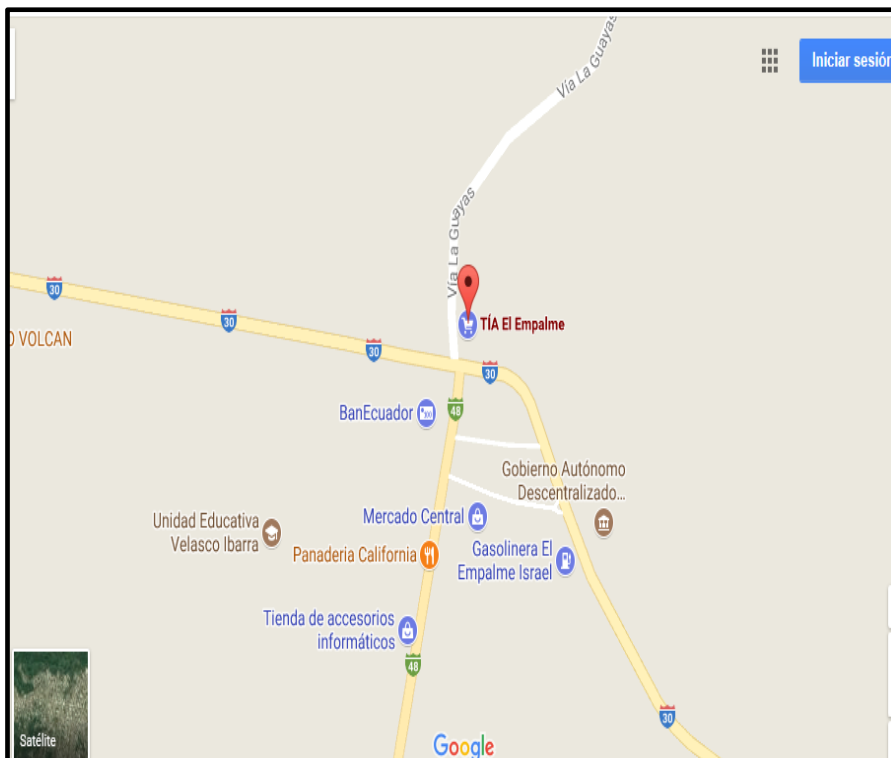 Iniciar sesión
Vía La Guayas
Vía La Guayas
30
30
30
TÍA El Empalme
VOLCAN
30
BanEcuador
48
Gobierno Autónomo
Descentralizado...
Mercado Central
Unidad Educativa
Velasco Ibarra
Panaderia California
Gasolinera El
Empalme Israel
Tienda de accesorios
informáticos
48
30
Satélite
Google